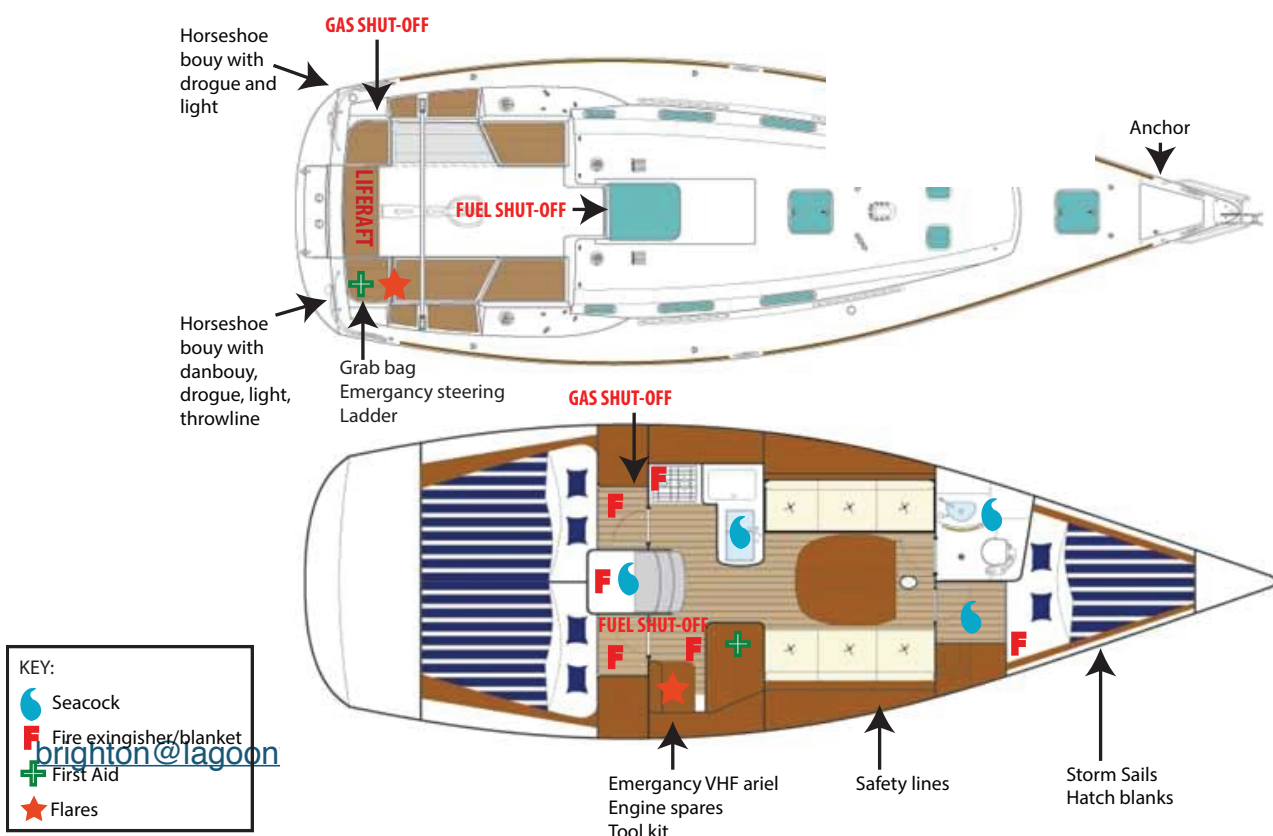 GAS SHUT-OFF
Horseshoe
bouy with
drogue and
light
Anchor
LIFERAFT
FUEL SHUT-OFF
Horseshoe
bouy with
danbouy,
drogue, light,
throwline
Grab bag
Emergancy steering
Ladder
GAS SHUT-OFF
F
F
F
FUEL SHUT-OFF
F
F
F
KEY:
Seacock
F Fire exingisher/blanket
brighton@lagoon
First Aid
Flares
Emergancy VHF ariel
Engine spares
Tool kit
Safety lines
Storm Sails
Hatch blanks